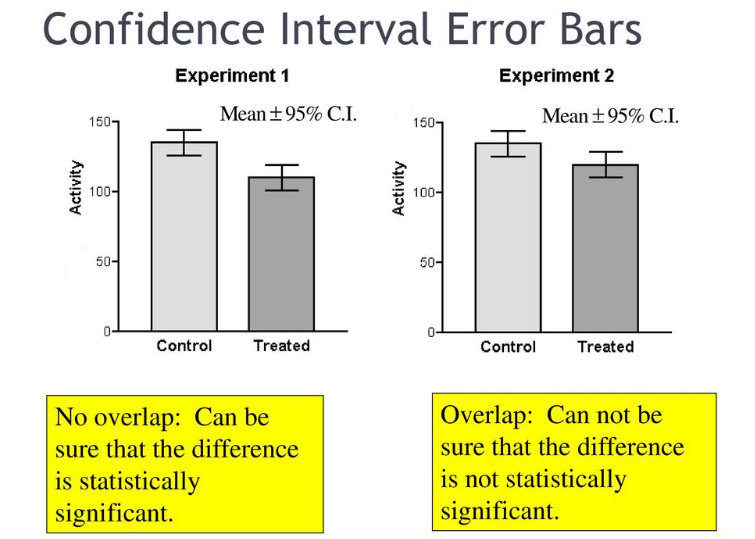 Confidence Interval Error Bars
Experiment 1
Mean ± 95% C.I.
Activity
150
100
50
0
Control Treated
Experiment 2
Mean ± 95% C.I.
Activity
150
100
50
0
Control Treated
No overlap: Can be
sure that the difference
is statistically
significant.
Overlap: Can not be
sure that the difference
is not statistically
significant.